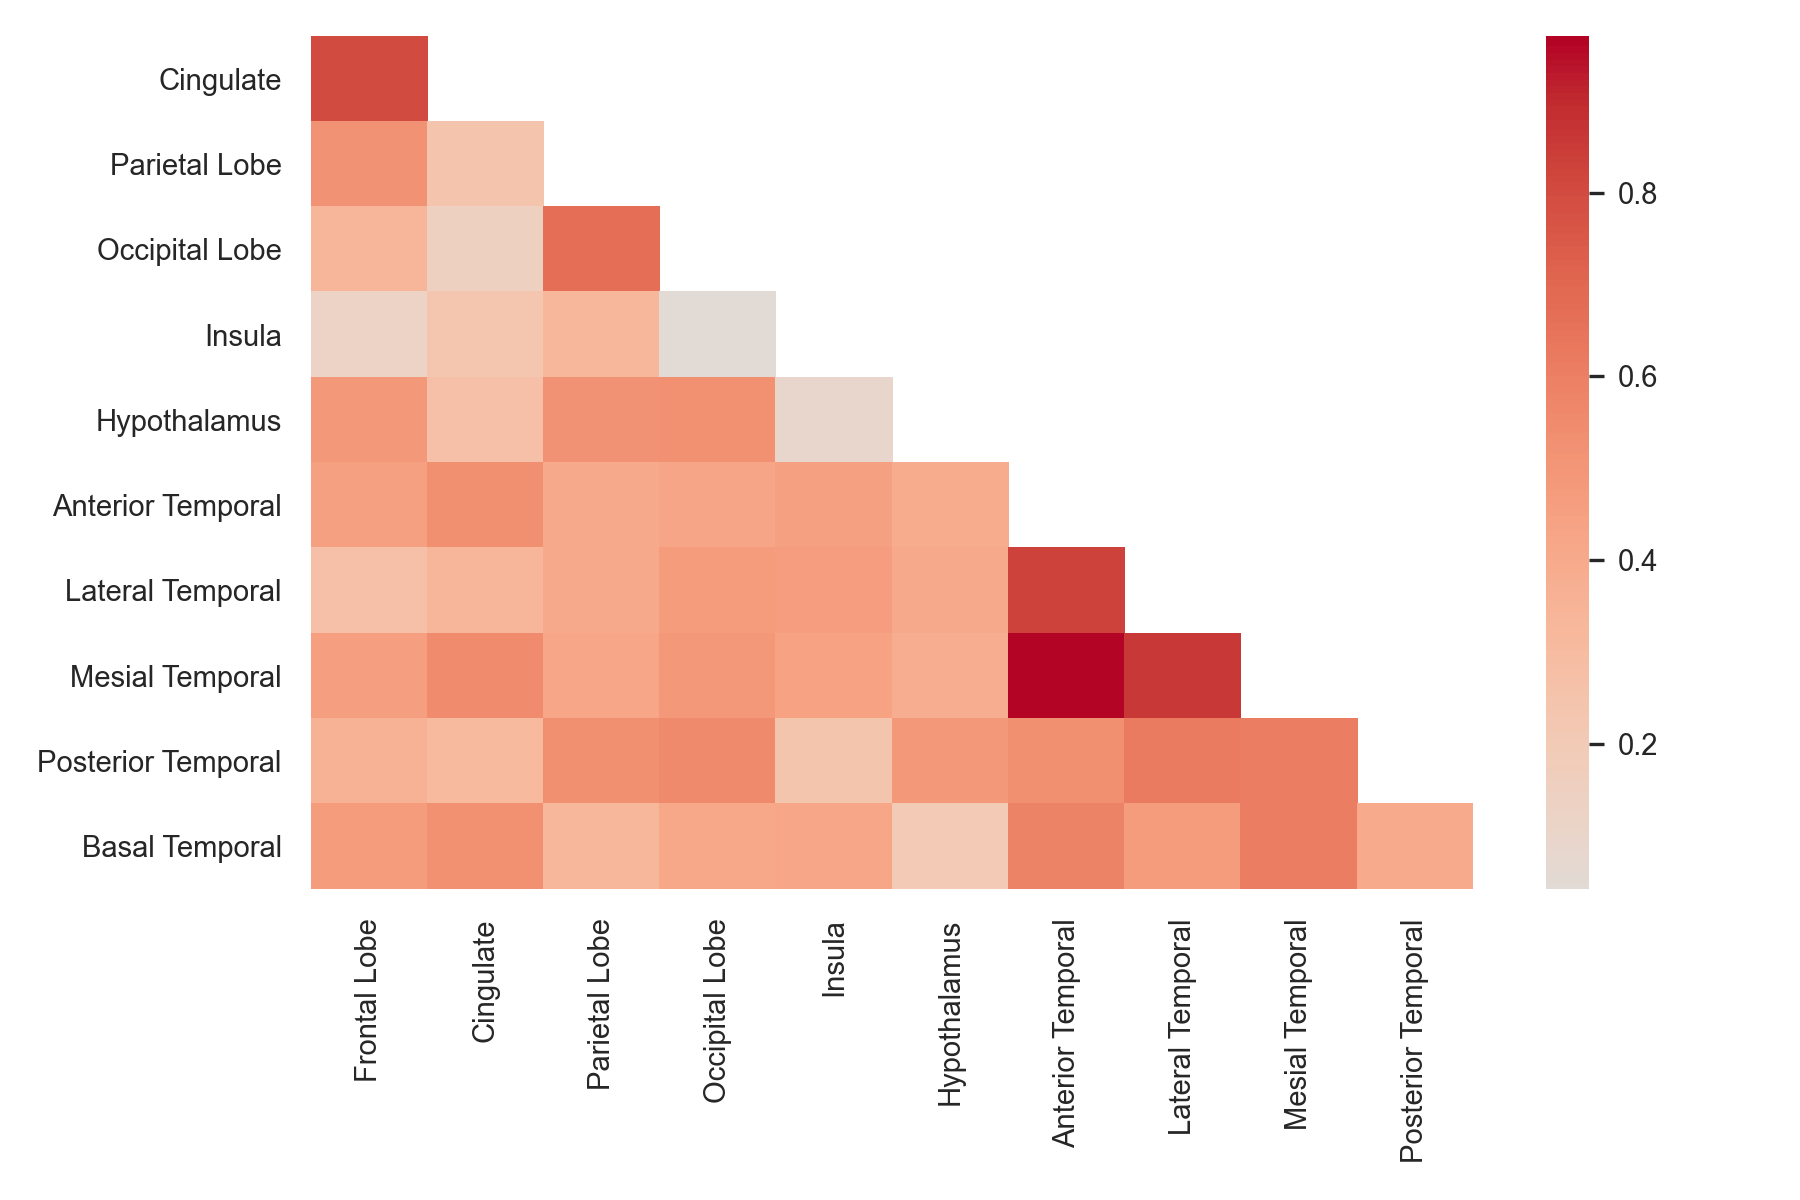 Cingulate
Parietal Lobe
Occipital Lobe
Insula
Hypothalamus
Anterior Temporal
Lateral Temporal
Mesial Temporal
Posterior Temporal
Basal Temporal
Frontal Lobe
Cingulate
Parietal Lobe
Occipital Lobe
Insula
Hypothalamus
Anterior Temporal
Lateral Temporal
Mesial Temporal
Posterior Temporal
0.8
0.6
0.4
0.2